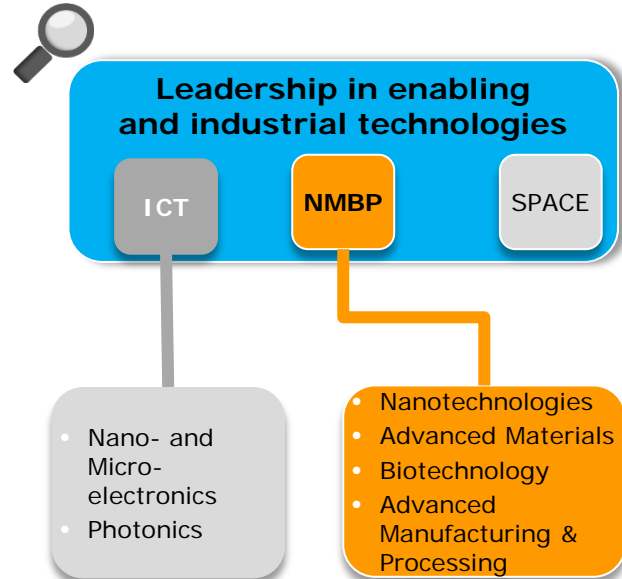 Leadership in enabling
and industrial technologies
ICT
NMBP
SPACE
• Nano- and
Micro-
electronics
• Photonics
• Nanotechnologies
• Advanced Materials
• Biotechnology
• Advanced
Manufacturing &
Processing